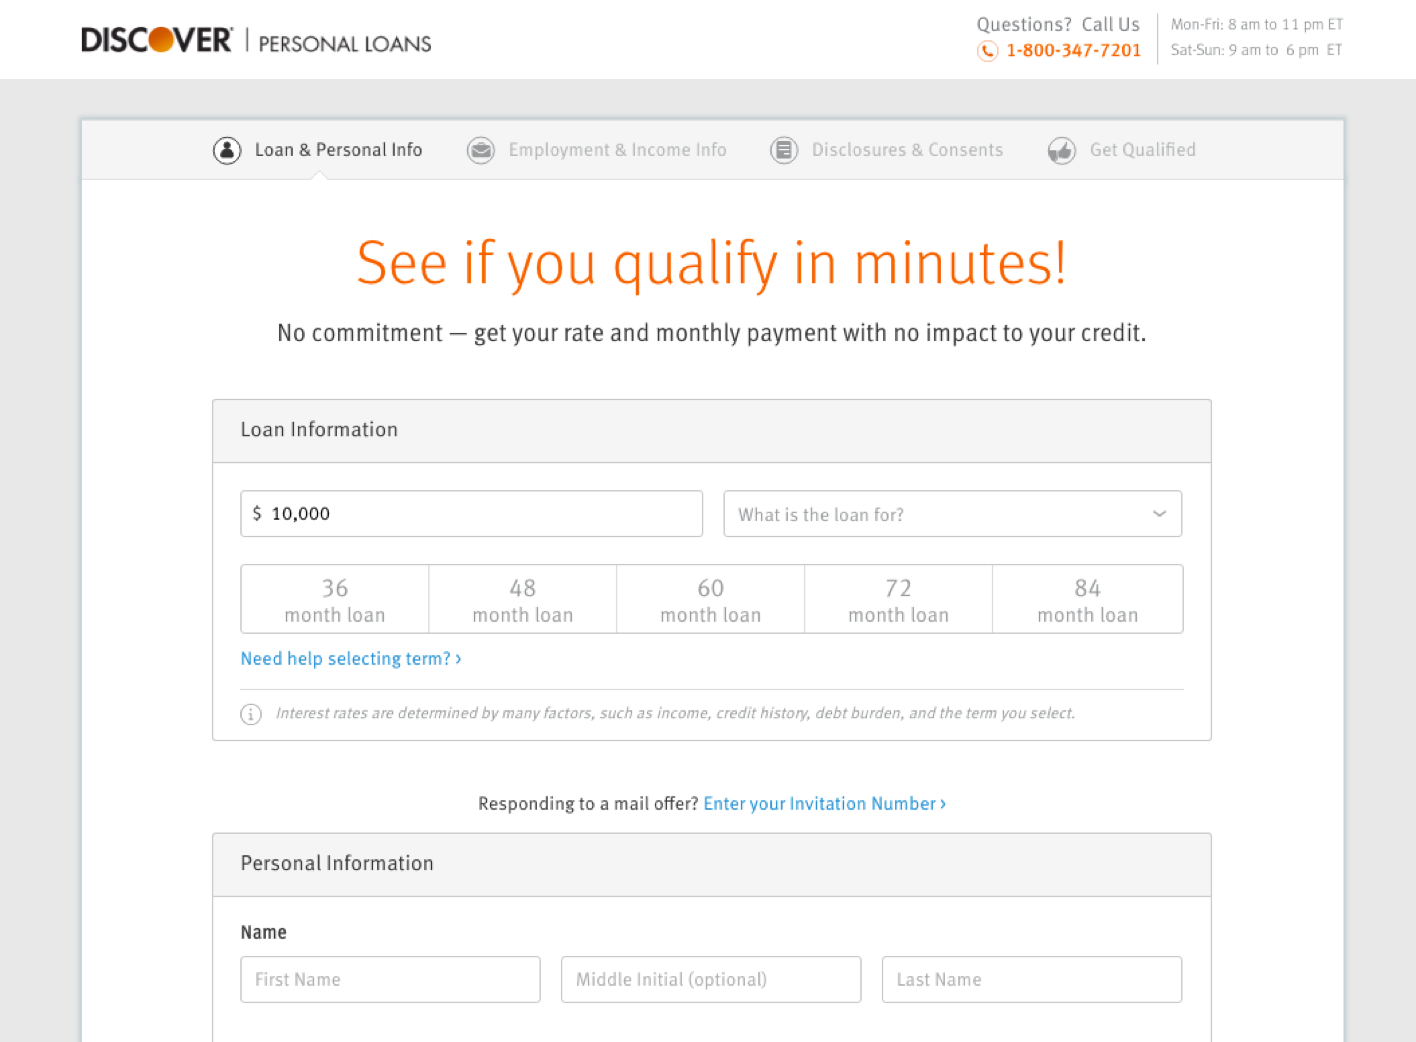 DISCOVER PERSONAL LOANS
Questions? Call Us
1-800-347-7201
Mon-Fri: 8 am to 11 pm ET
Sat-Sun: 9 am to 6 pm ET
Loan & Personal Info
Employment & Income Info
Disclosures & Consents
Get Qualified
See if you qualify in minutes!
No commitment — get your rate and monthly payment with no impact to your credit.
Loan Information
$ 10,000
What is the loan for?
36 month loan
48 month loan
60 month loan
72 month loan
84 month loan
Need help selecting term? ›
Interest rates are determined by many factors, such as income, credit history, debt burden, and the term you select.
Responding to a mail offer? Enter your Invitation Number ›
Personal Information
Name
First Name
Middle Initial (optional)
Last Name